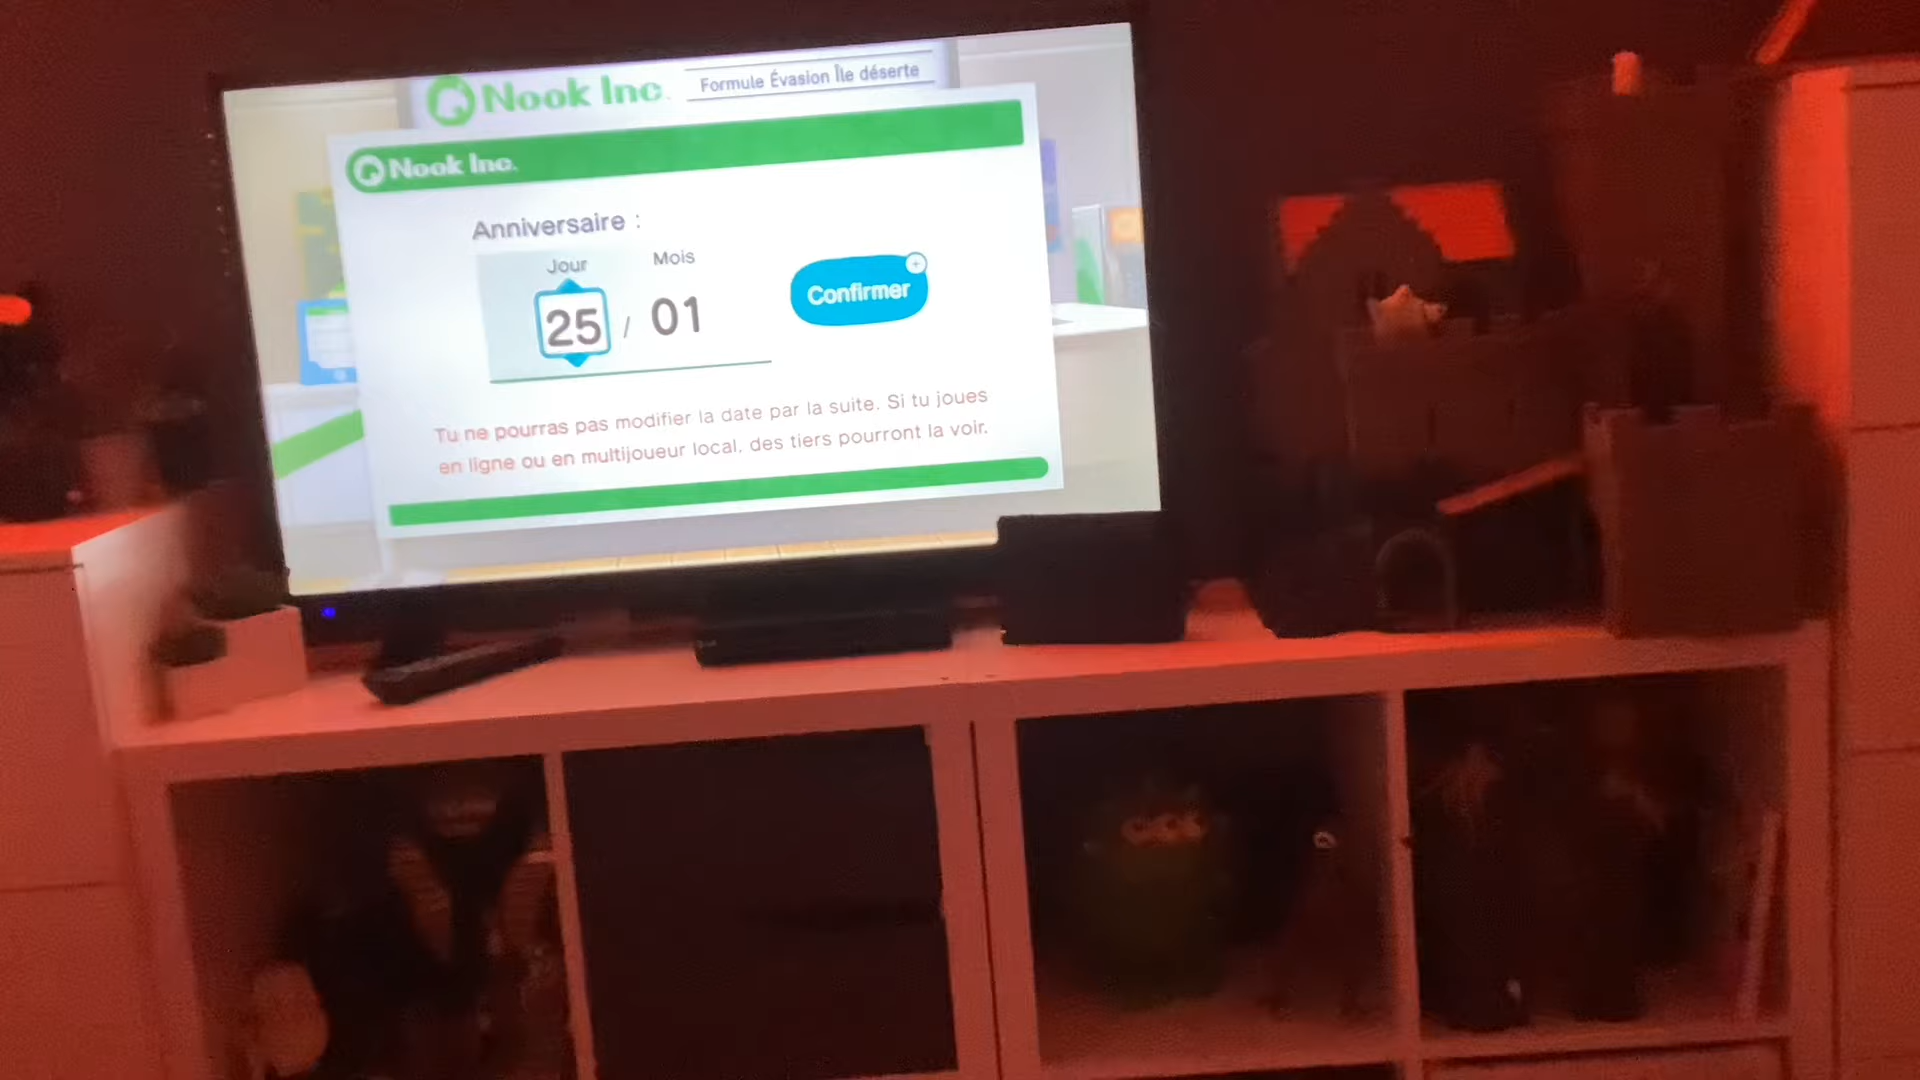 Nook Inc.
Formule Évasion Île déserte
Nook Inc.
Anniversaire :
Jour
Mois
25 / 01
Confirmer
Tu ne pourras pas modifier la date par la suite. Si tu joues
en ligne ou en multijoueur local, des tiers pourront la voir.